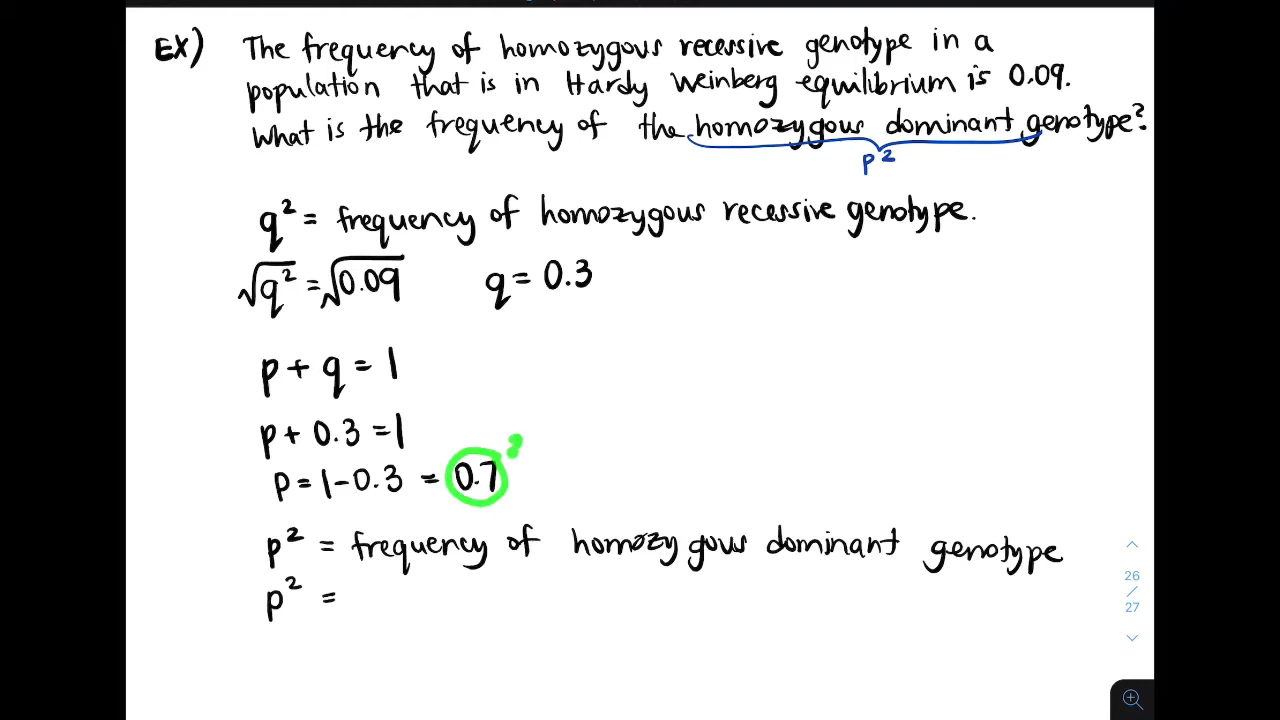 EX) The frequency of homozygous recessive genotype in a
population that is in Hardy Weinberg equilibrium is 0.09.
What is the frequency of the homozygous dominant genotype?
p²
q² = frequency of homozygous recessive genotype.
√q² = √0.09 q = 0.3
p + q = 1
p + 0.3 = 1
p = 1 - 0.3 = 0.7
p² = frequency of homozygous dominant genotype
p² =
26
/
27